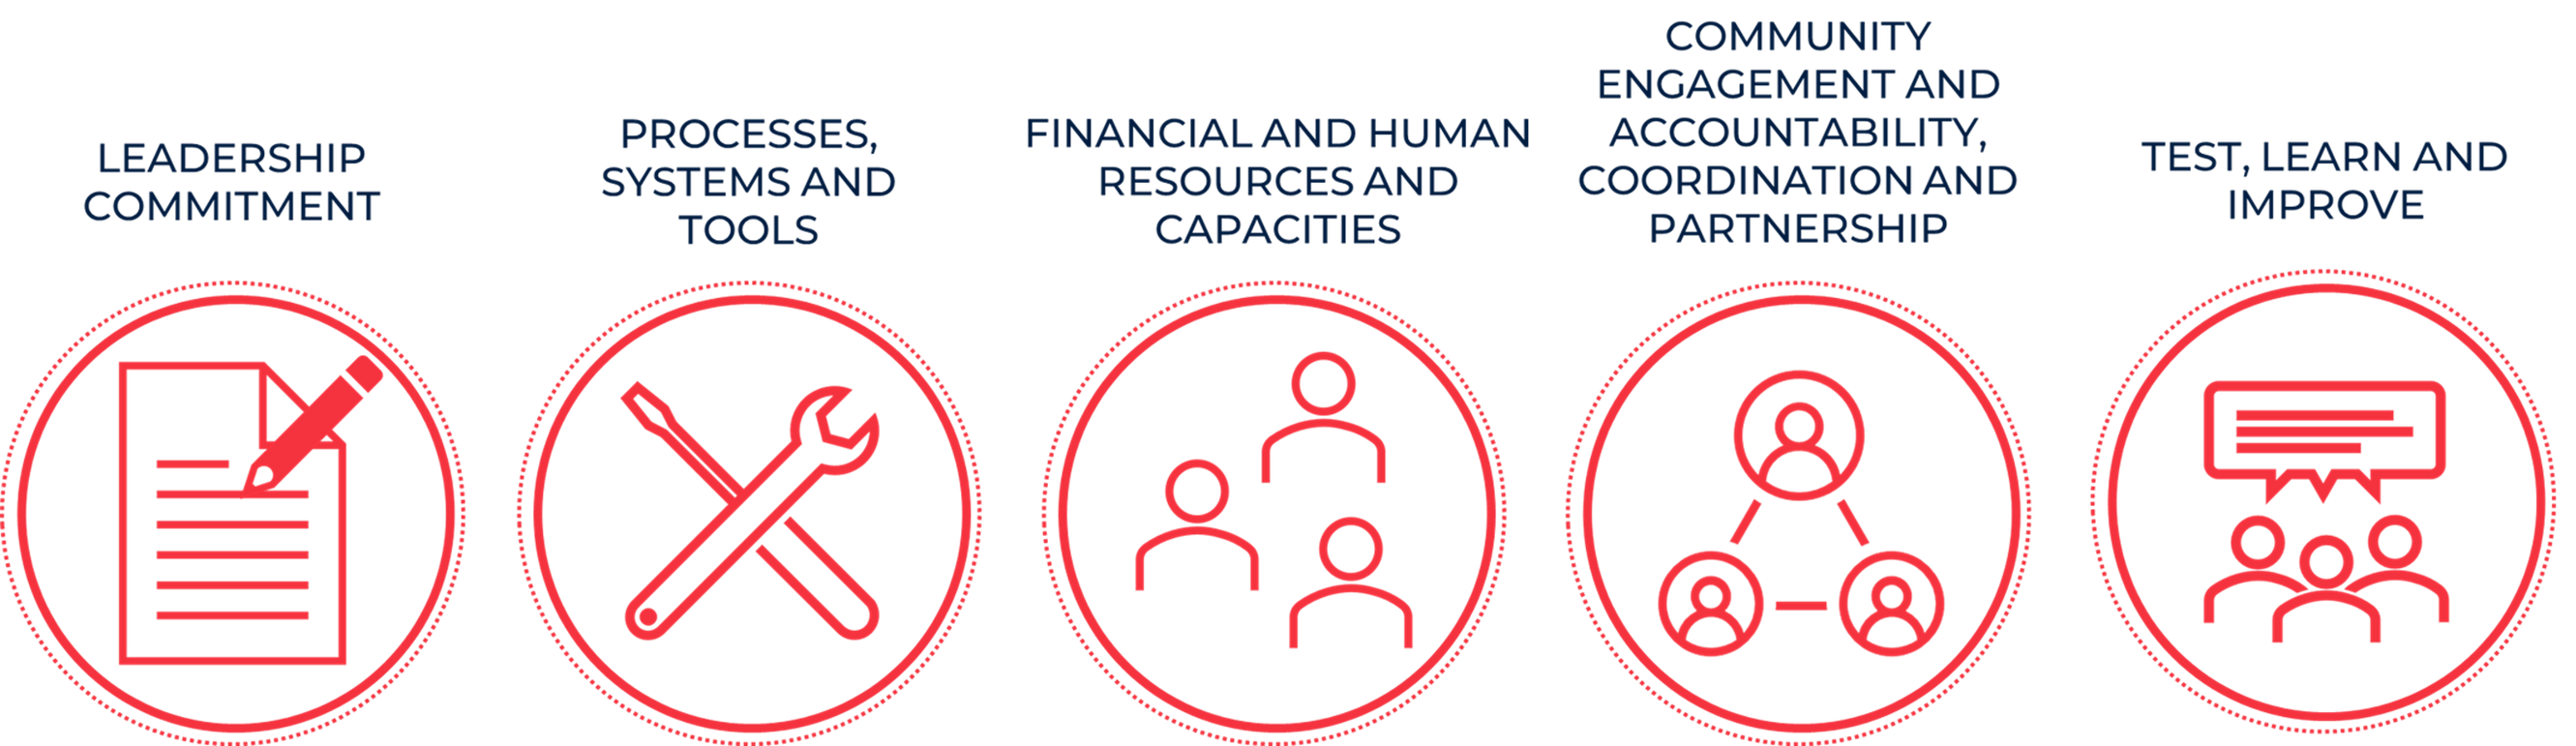 LEADERSHIP
COMMITMENT
PROCESSES,
SYSTEMS AND
TOOLS
FINANCIAL AND HUMAN
RESOURCES AND
CAPACITIES
COMMUNITY
ENGAGEMENT AND
ACCOUNTABILITY,
COORDINATION AND
PARTNERSHIP
TEST, LEARN AND
IMPROVE